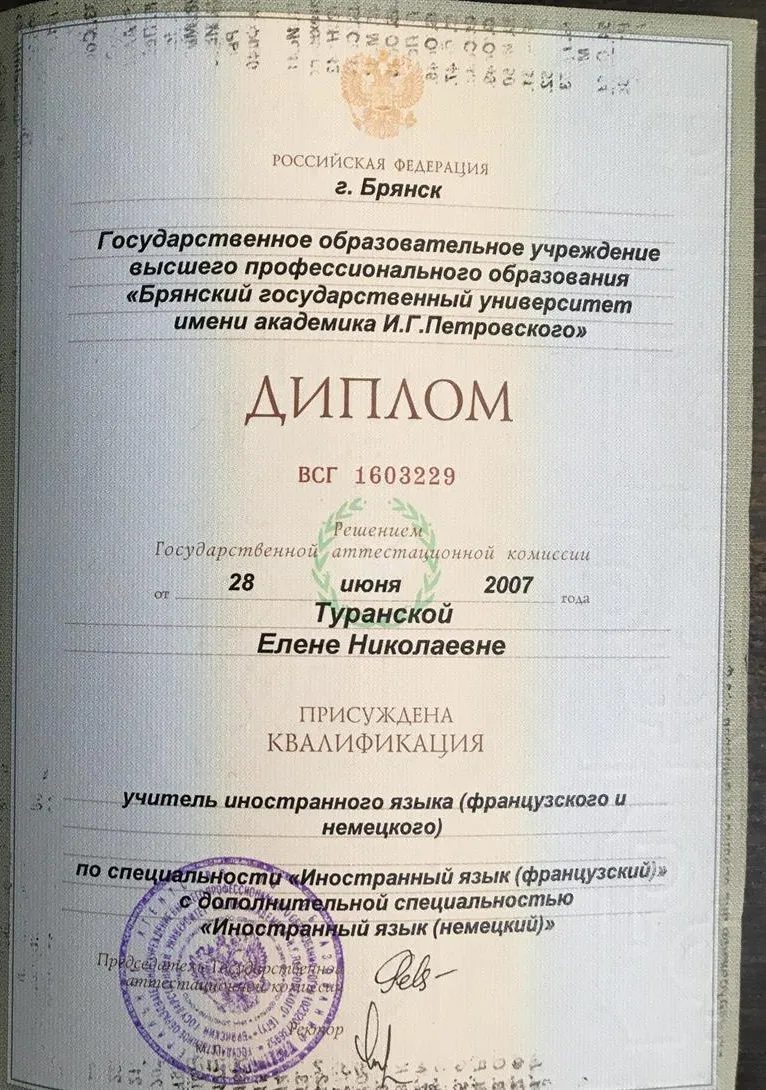 РОССИЙСКАЯ ФЕДЕРАЦИЯ
г. Брянск
Государственное образовательное учреждение
высшего профессионального образования
«Брянский государственный университет
имени академика И.Г.Петровского»
ДИПЛОМ
ВСГ 1603229
Решением
Государственной аттестационной комиссии
от 28 июня 2007 года
Туранской
Елене Николаевне
ПРИСУЖДЕНА
КВАЛИФИКАЦИЯ
учитель иностранного языка (французского и
немецкого)
по специальности «Иностранный язык (французский)»
с дополнительной специальностью
«Иностранный язык (немецкий)»
Председатель Государственной
аттестационной комиссии
Ректор